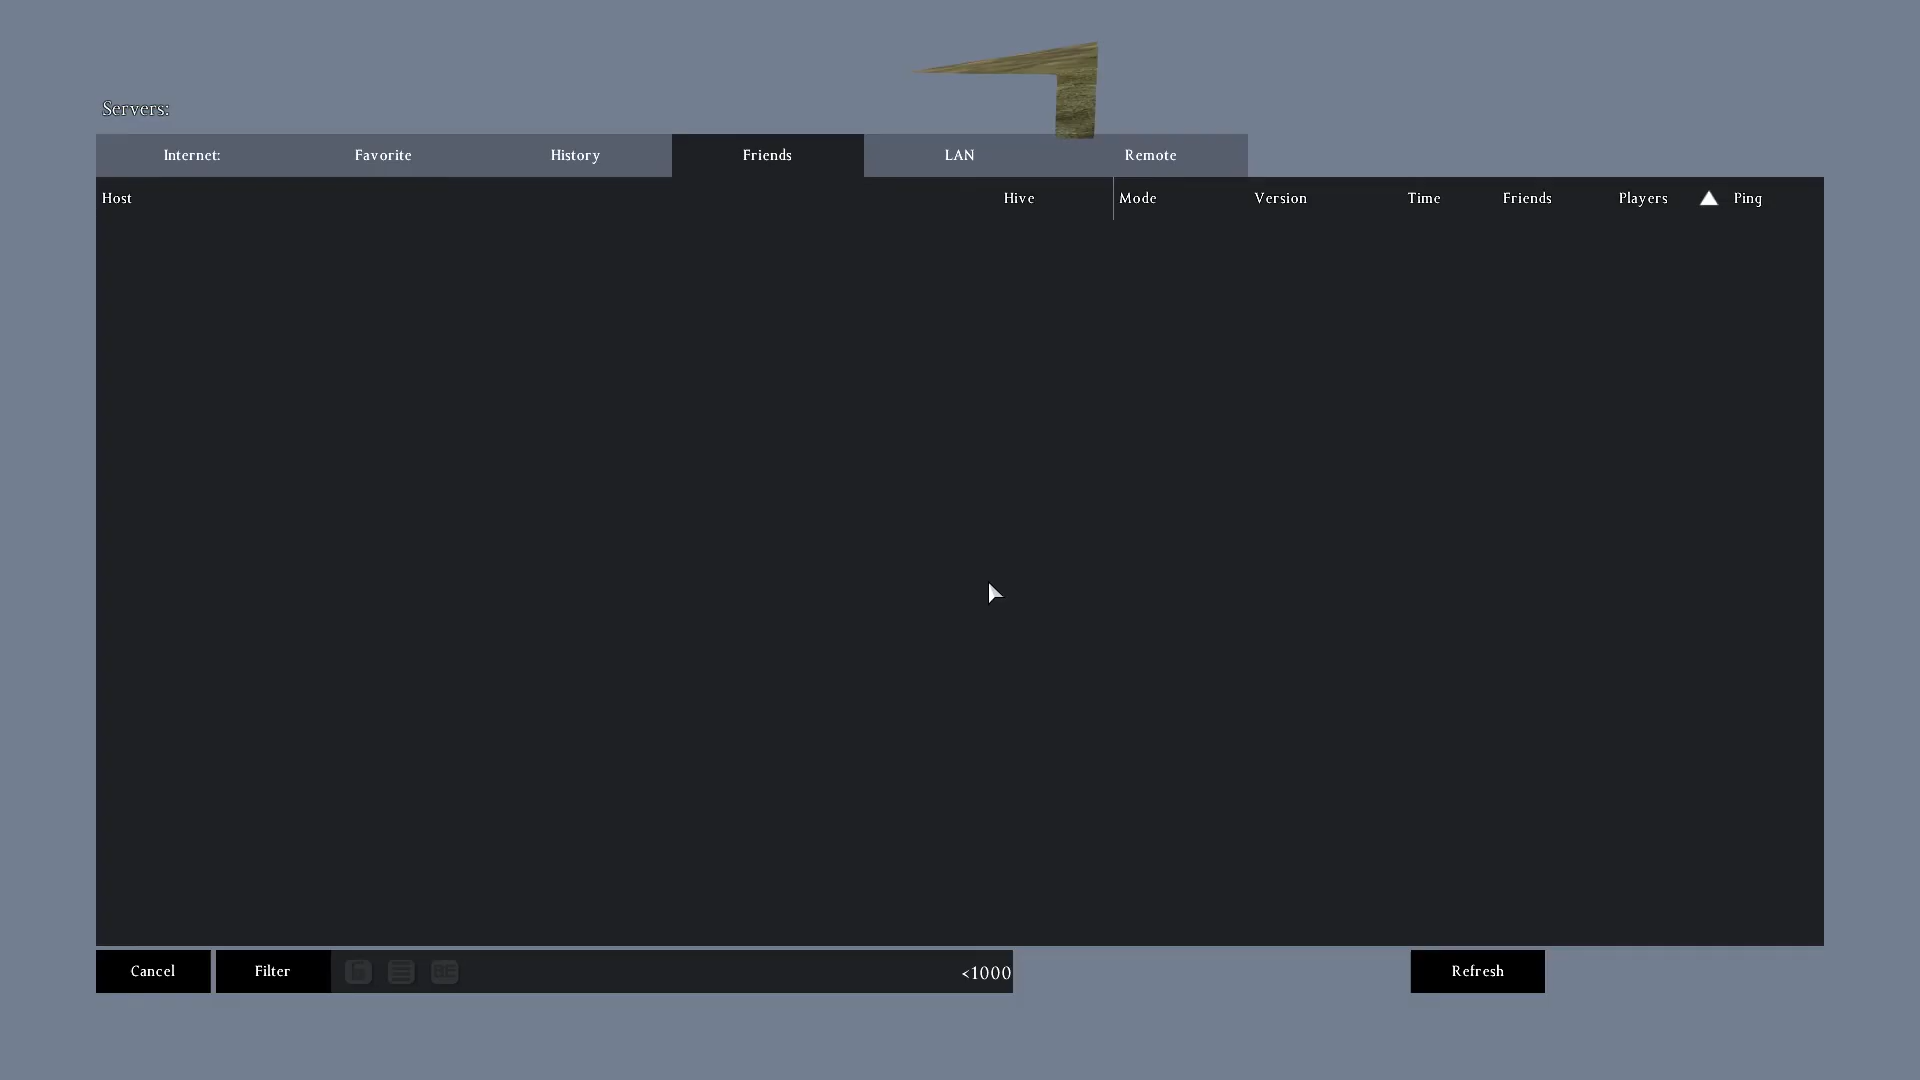 Servers:
Internet: Favorite History Friends LAN Remote
Host Hive Mode Version Time Friends Players Ping
Cancel Filter BE <1000 Refresh